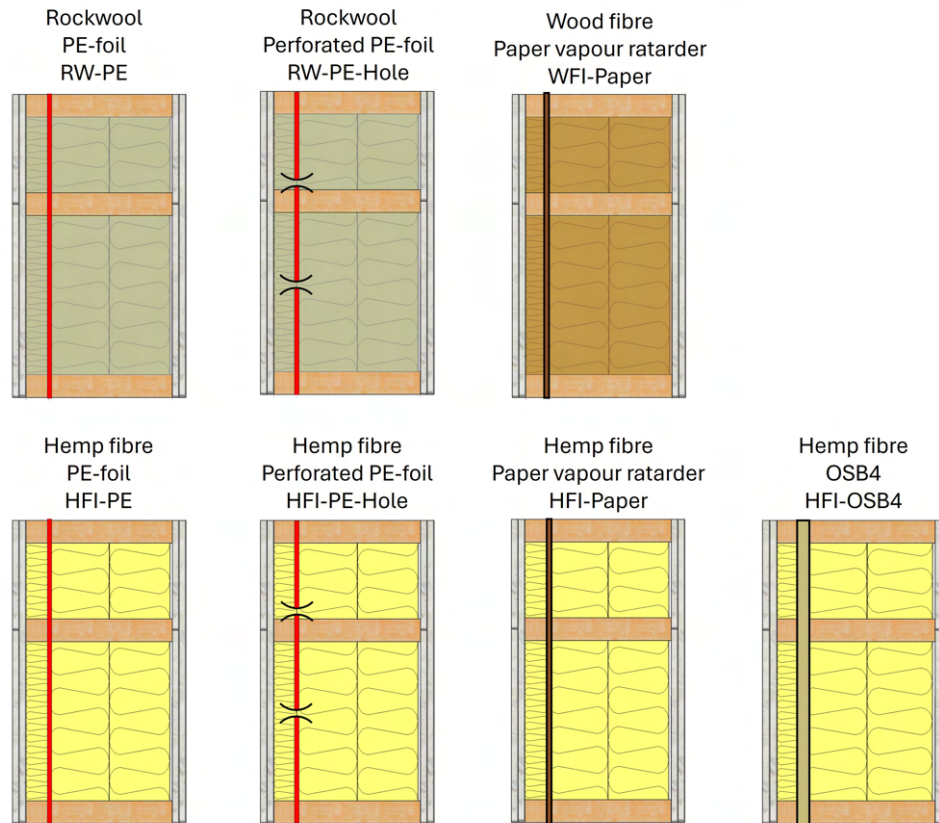 Rockwool
PE-foil
RW-PE
Rockwool
Perforated PE-foil
RW-PE-Hole
Wood fibre
Paper vapour ratarder
WFI-Paper
Hemp fibre
PE-foil
HFI-PE
Hemp fibre
Perforated PE-foil
HFI-PE-Hole
Hemp fibre
Paper vapour ratarder
HFI-Paper
Hemp fibre
OSB4
HFI-OSB4